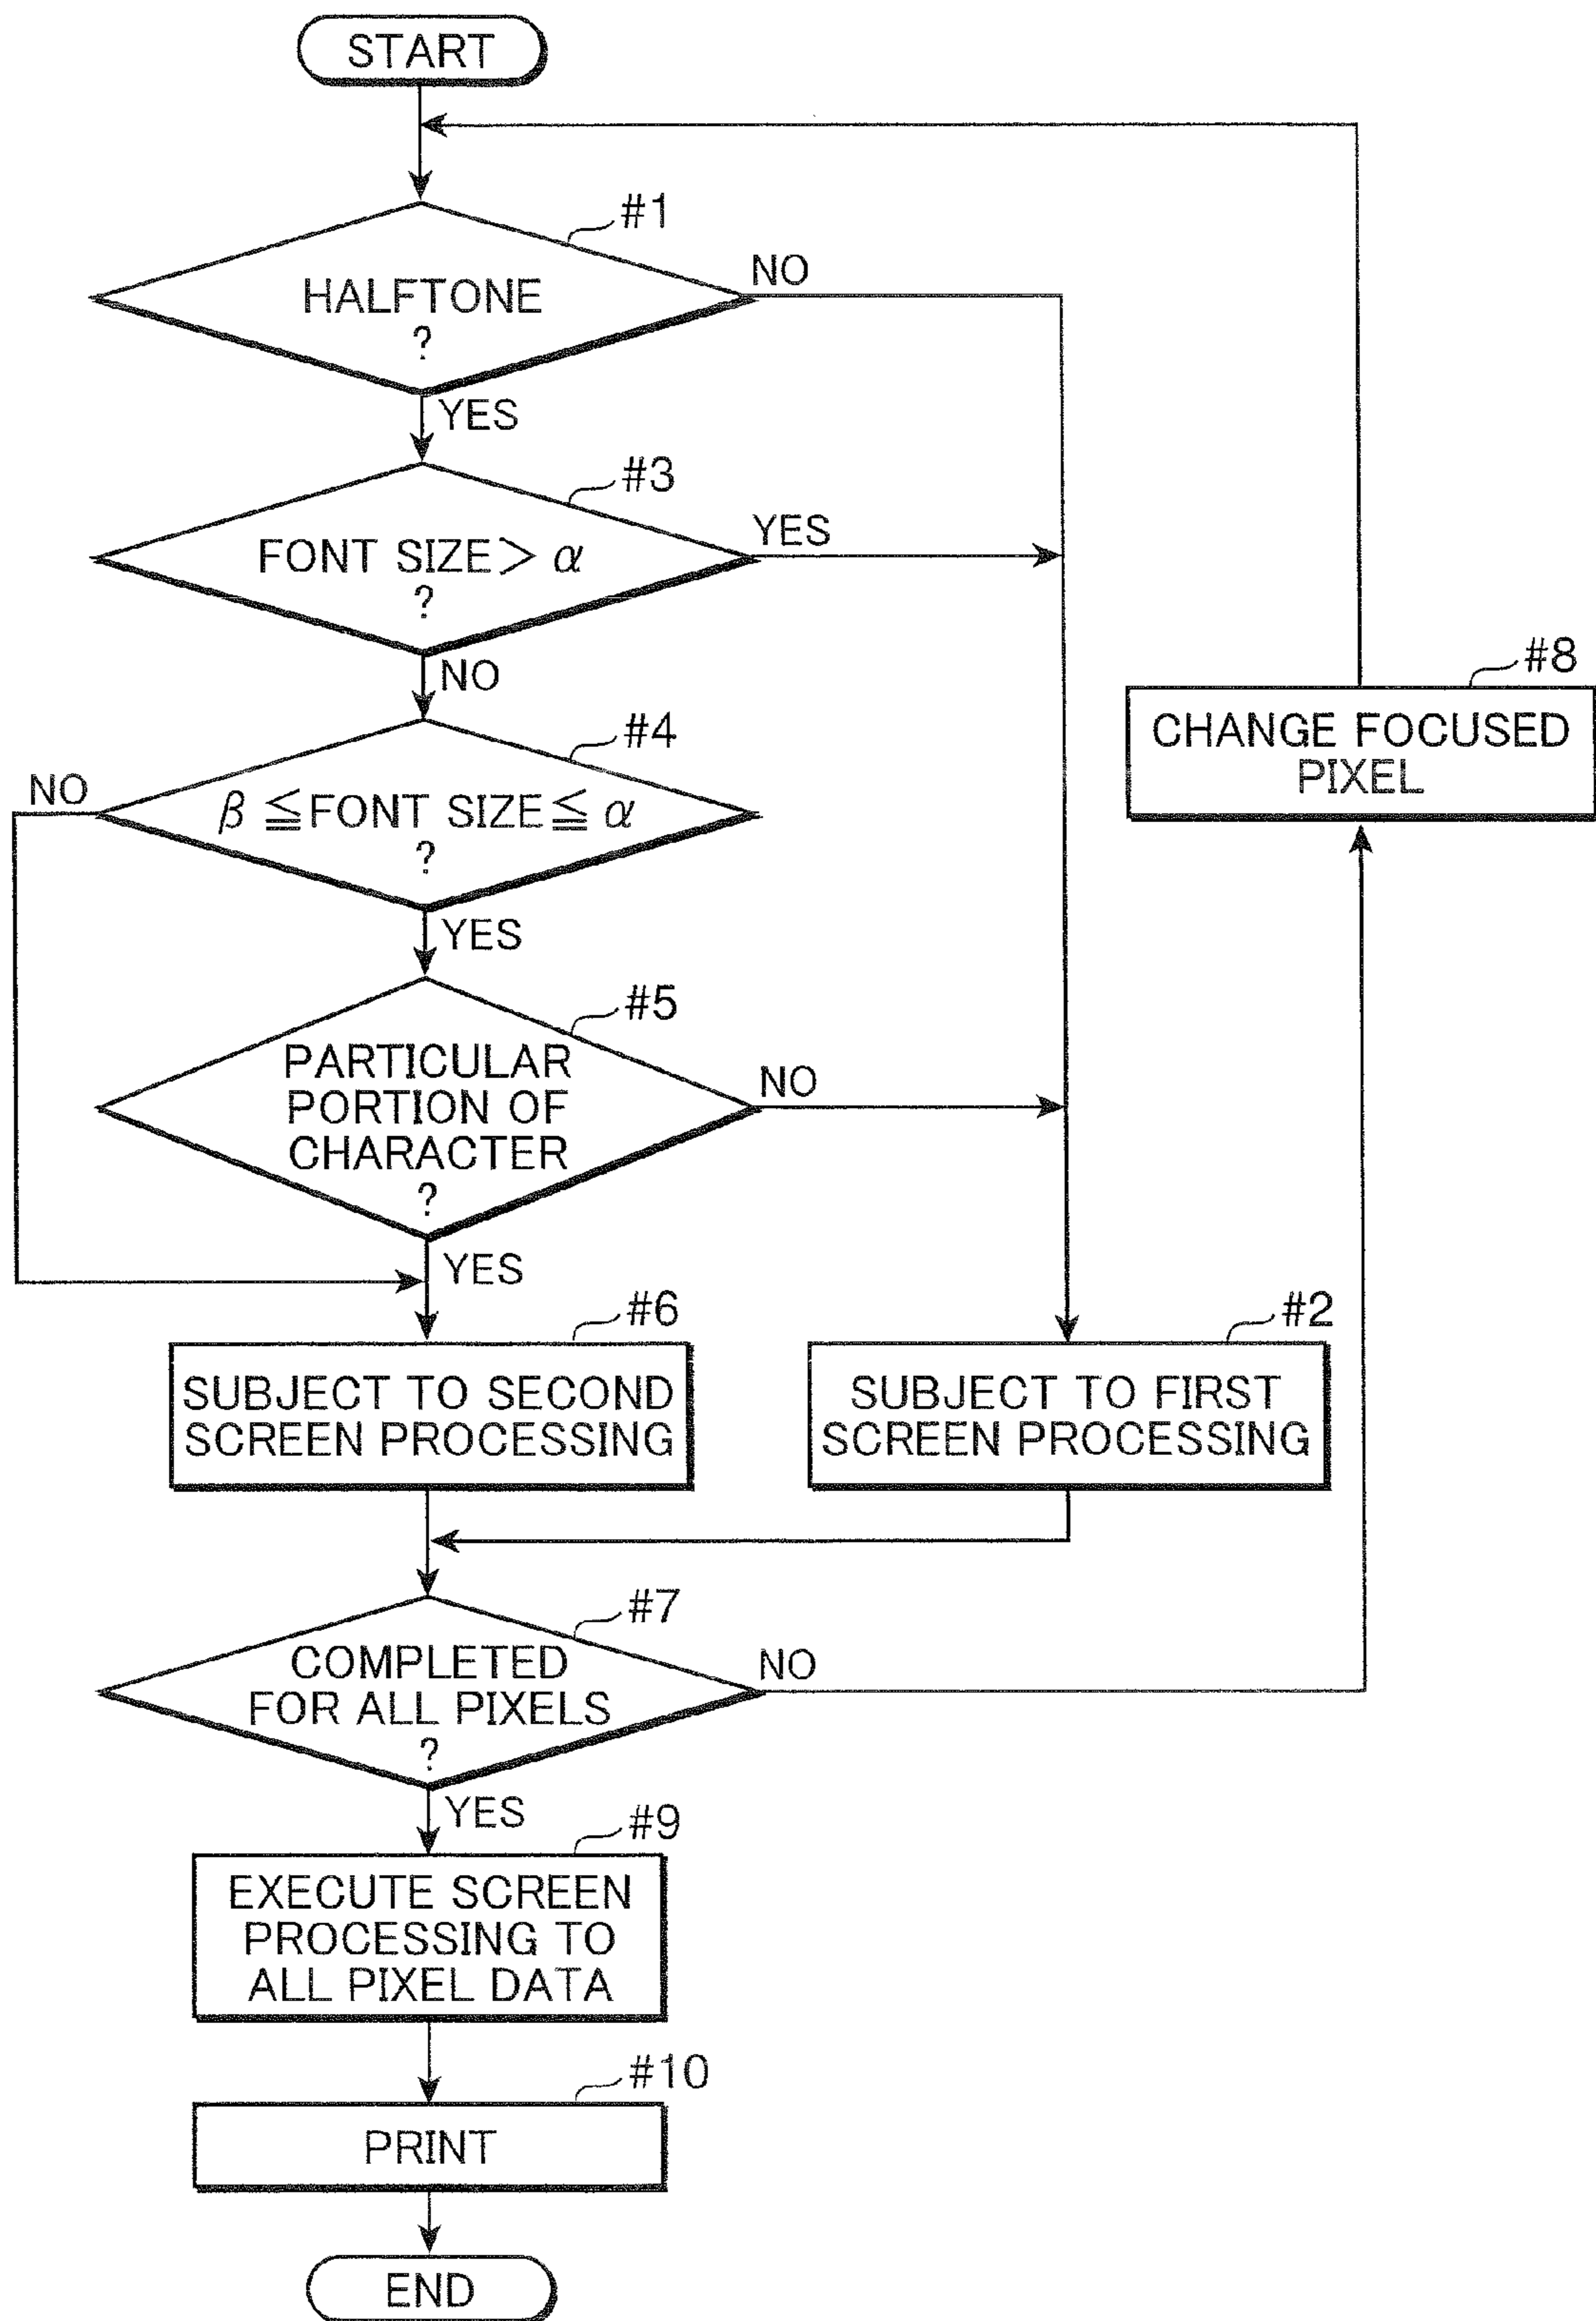 START
#1
HALFTONE
?
NO
YES
#3
FONT SIZE> α
?
YES
NO
#8
CHANGE FOCUSED
PIXEL
#4
NO
β ≦FONT SIZE≦ α
?
YES
#5
PARTICULAR
PORTION OF
CHARACTER
?
NO
YES
#6
SUBJECT TO SECOND
SCREEN PROCESSING
#2
SUBJECT TO FIRST
SCREEN PROCESSING
#7
COMPLETED
FOR ALL PIXELS
?
NO
YES
#9
EXECUTE SCREEN
PROCESSING TO
ALL PIXEL DATA
#10
PRINT
END